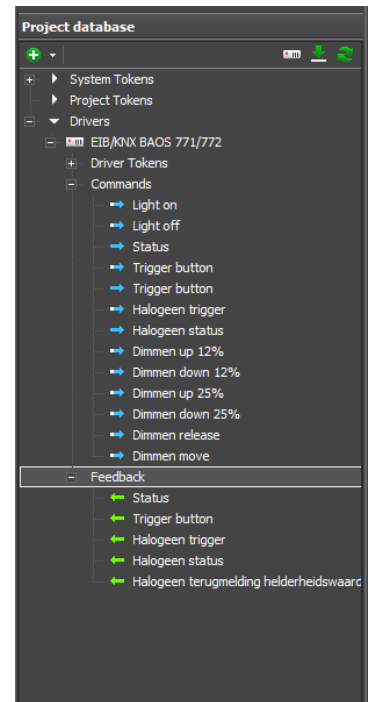 Project database
System Tokens
Project Tokens
Drivers
EIB/KNX BAOS 771/772
Driver Tokens
Commands
Light on
Light off
Status
Trigger button
Trigger button
Halogeen trigger
Halogeen status
Dimmen up 12%
Dimmen down 12%
Dimmen up 25%
Dimmen down 25%
Dimmen release
Dimmen move
Feedback
Status
Trigger button
Halogeen trigger
Halogeen status
Halogeen terugmelding helderheidswaard